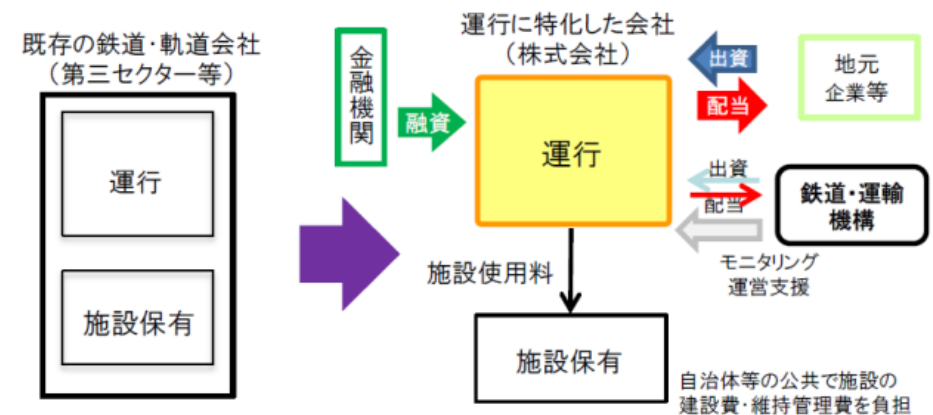 既存の鉄道・軌道会社
（第三セクター等）
運行
施設保有
金融機関
融資
運行に特化した会社
（株式会社）
運行
出資
配当
地元
企業等
出資
配当
鉄道・運輸
機構
モニタリング
運営支援
施設使用料
施設保有
自治体等の公共で施設の
建設費・維持管理費を負担